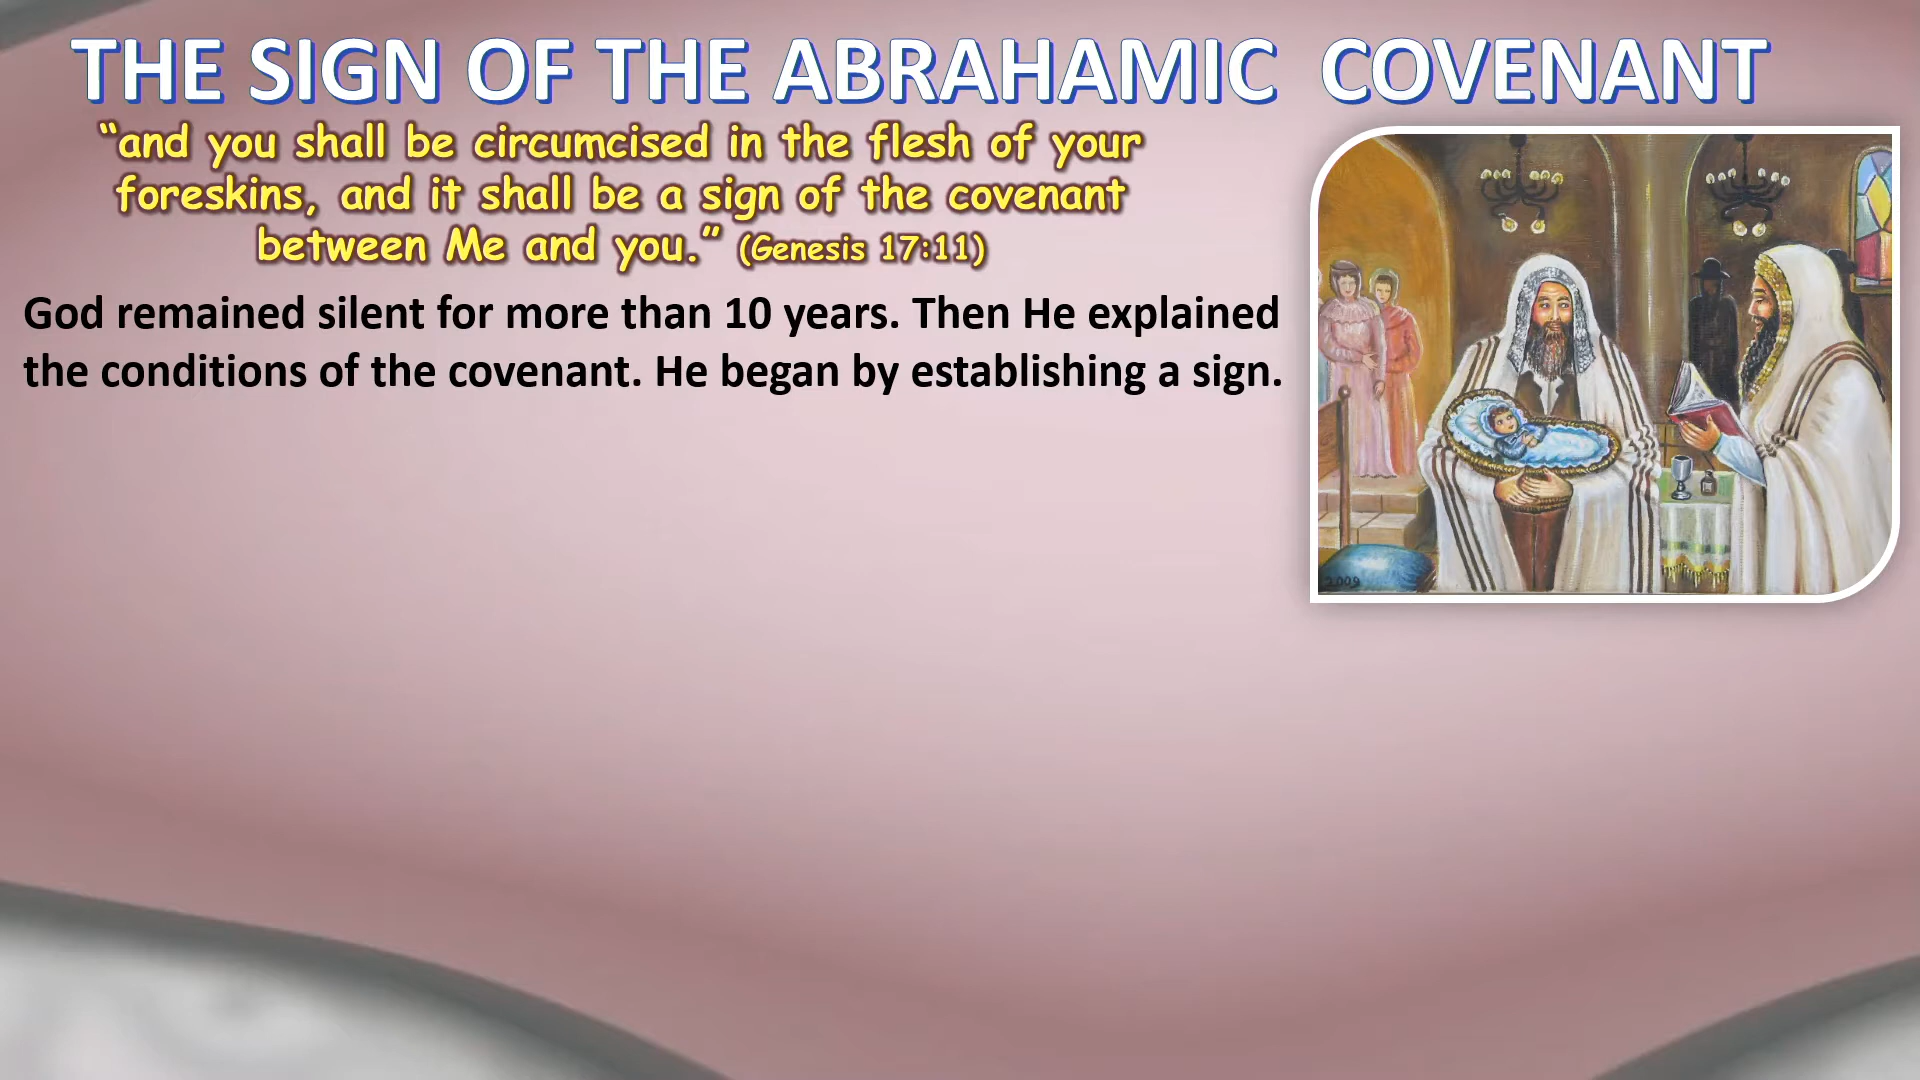 THE SIGN OF THE ABRAHAMIC COVENANT
“and you shall be circumcised in the flesh of your
foreskins, and it shall be a sign of the covenant
between Me and you.” (Genesis 17:11)
God remained silent for more than 10 years. Then He explained
the conditions of the covenant. He began by establishing a sign.
2009